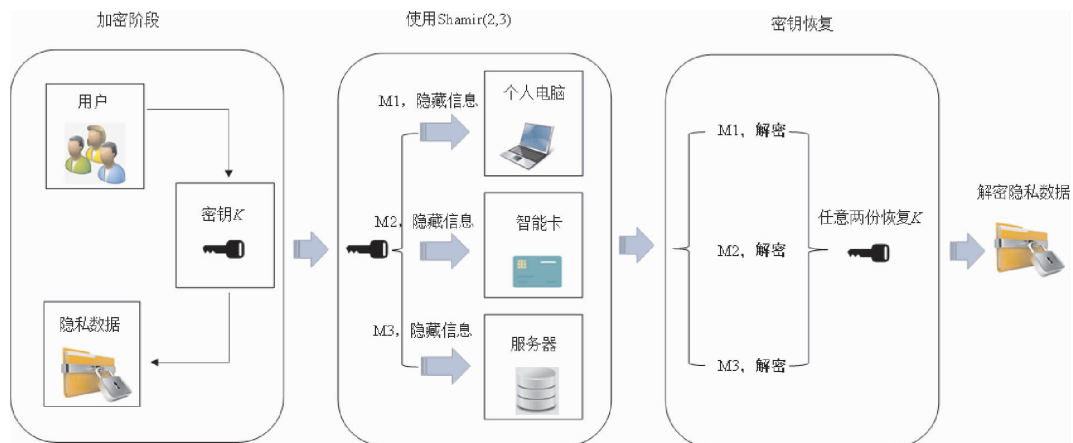 加密阶段
使用Shamir(2,3)
密钥恢复
用户
密钥K
隐私数据
M1，隐藏信息
个人电脑
M2，隐藏信息
智能卡
M3，隐藏信息
服务器
M1，解密
M2，解密
M3，解密
任意两份恢复K
解密隐私数据